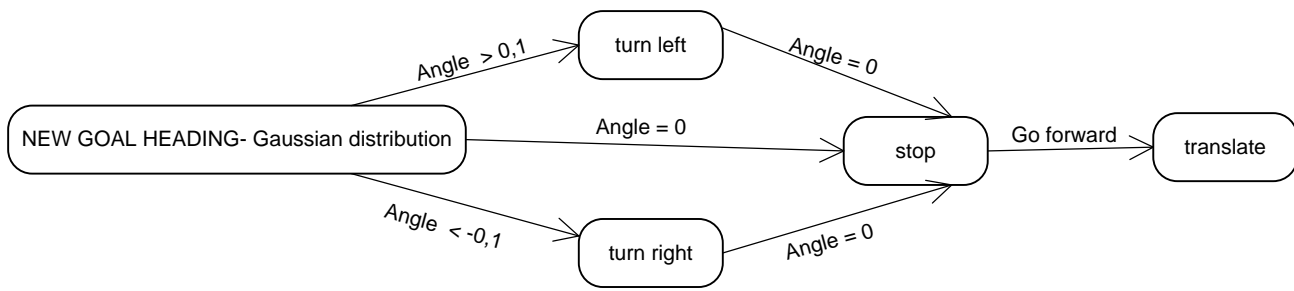 turn left
Angle > 0,1
Angle = 0
NEW GOAL HEADING- Gaussian distribution
Angle = 0
stop
Go forward
translate
Angle < -0,1
turn right
Angle = 0